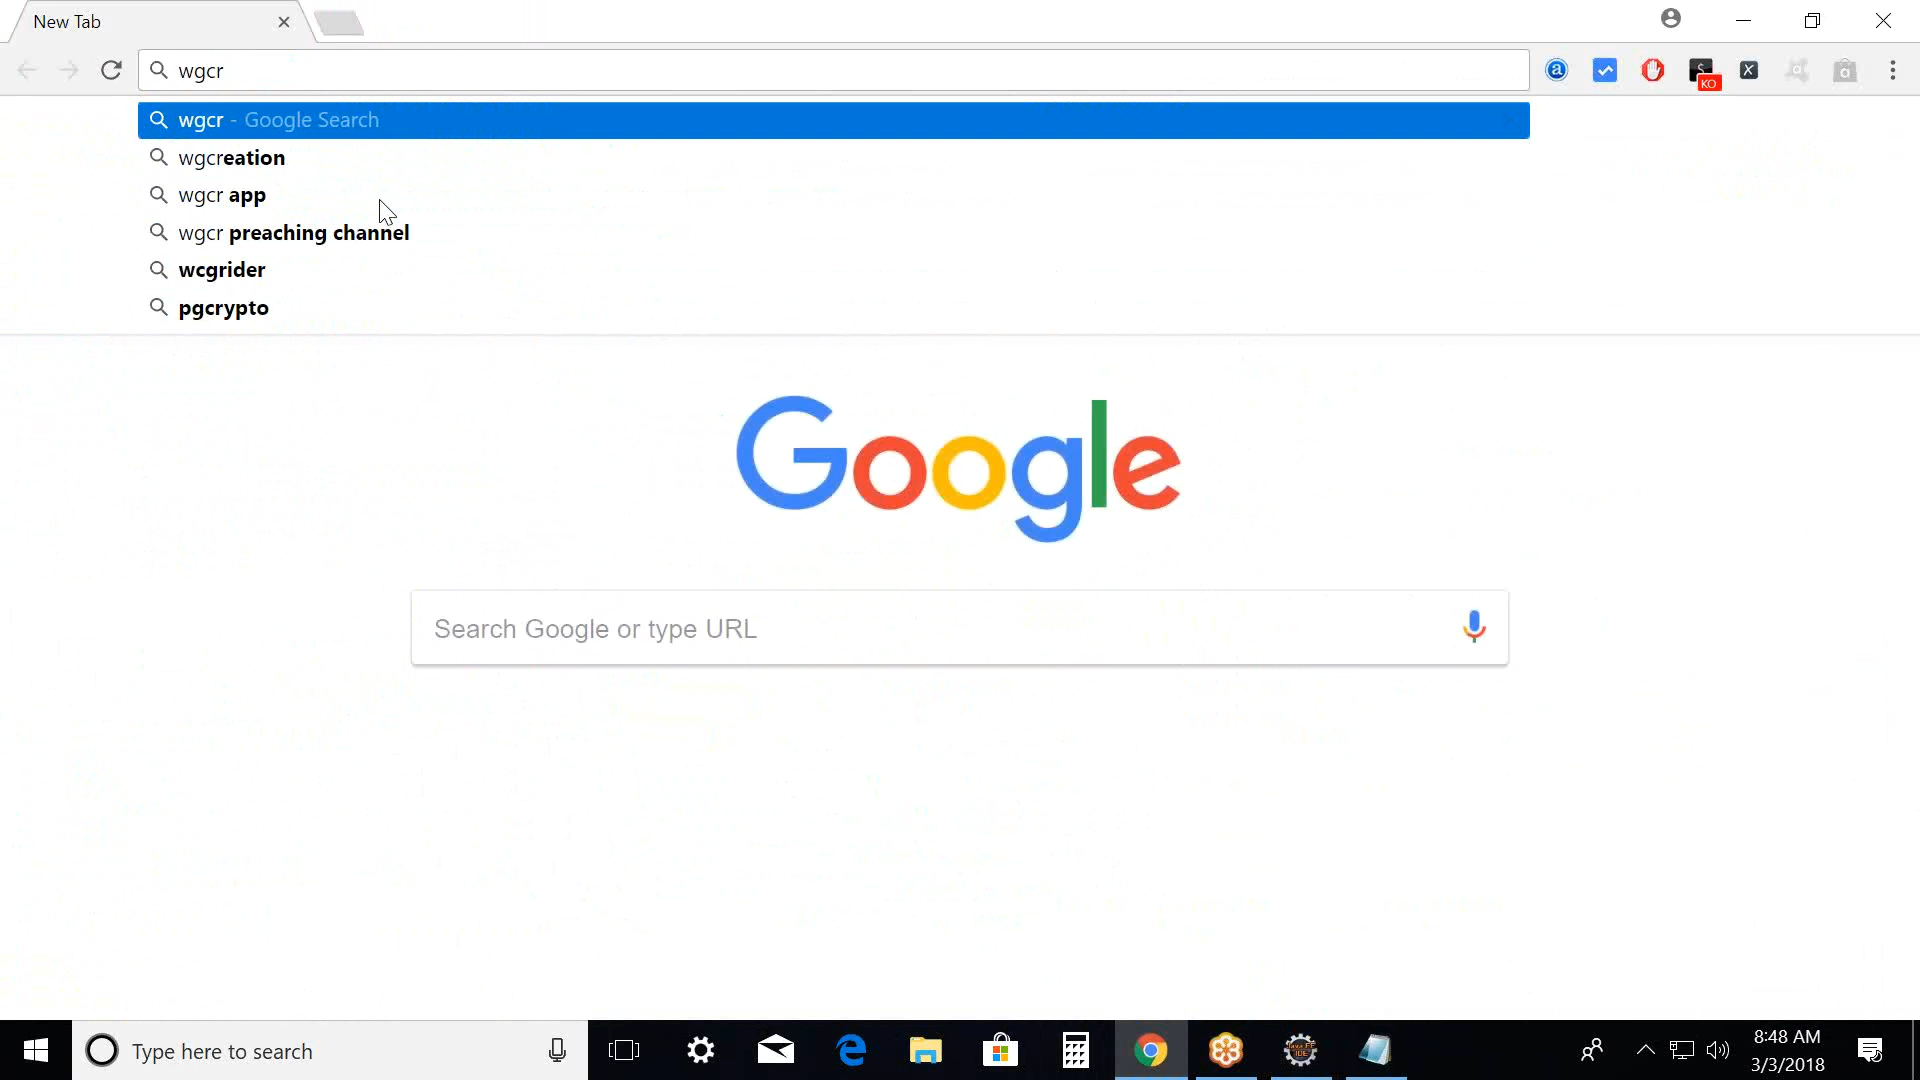 New Tab
wgcr
KO
wgcr - Google Search
wgcreation
wgcr app
wgcr preaching channel
wcgrider
pgcrypto
Google
Search Google or type URL
Type here to search
8:48 AM
3/3/2018